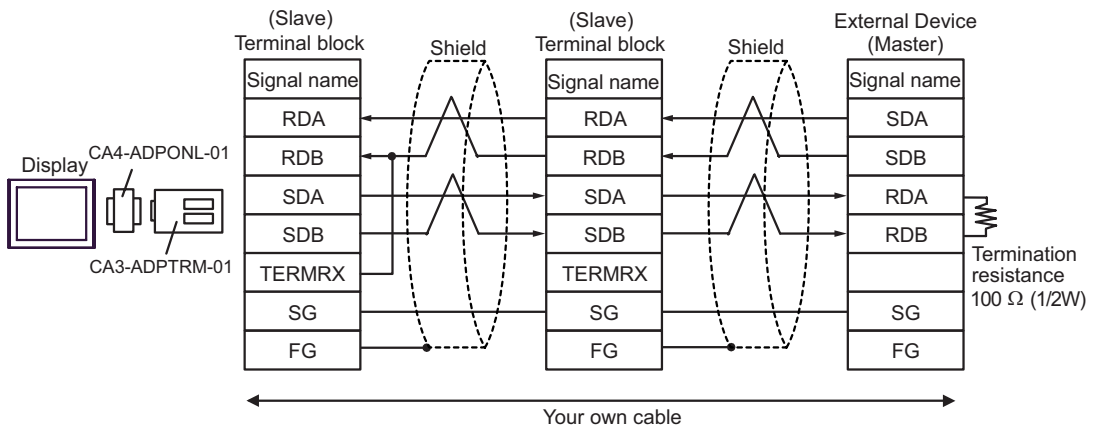 (Slave)
Terminal block
(Slave)
Terminal block
External Device
(Master)
Shield
Shield
Signal name
Signal name
Signal name
RDA
RDA
SDA
RDB
RDB
SDB
SDA
SDA
RDA
SDB
SDB
RDB
TERMRX
TERMRX
SG
SG
SG
FG
FG
FG
Display
CA4-ADPONL-01
CA3-ADPTRM-01
Termination
resistance
100 Ω (1/2W)
Your own cable